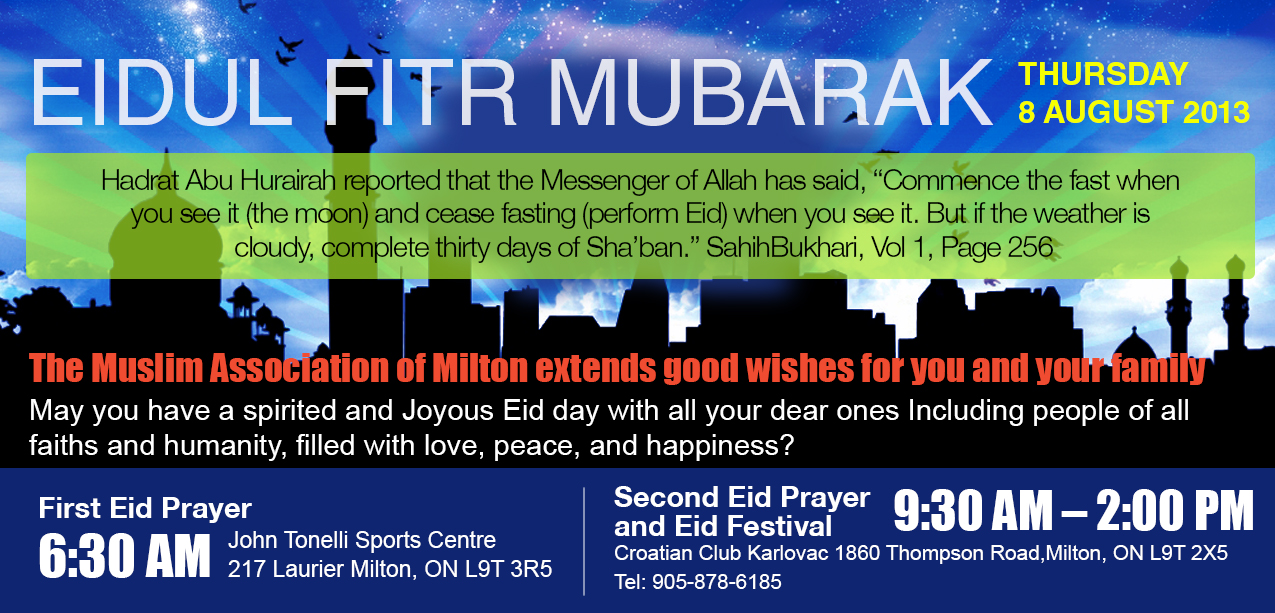 EIDUL FITR MUBARAK
THURSDAY
8 AUGUST 2013
Hadrat Abu Hurairah reported that the Messenger of Allah has said, “Commence the fast when
you see it (the moon) and cease fasting (perform Eid) when you see it. But if the weather is
cloudy, complete thirty days of Sha’ban.” SahihBukhari, Vol 1, Page 256
The Muslim Association of Milton extends good wishes for you and your family
May you have a spirited and Joyous Eid day with all your dear ones Including people of all
faiths and humanity, filled with love, peace, and happiness?
First Eid Prayer
6:30 AM
John Tonelli Sports Centre
217 Laurier Milton, ON L9T 3R5
Second Eid Prayer
and Eid Festival
9:30 AM – 2:00 PM
Croatian Club Karlovac 1860 Thompson Road,Milton, ON L9T 2X5
Tel: 905-878-6185